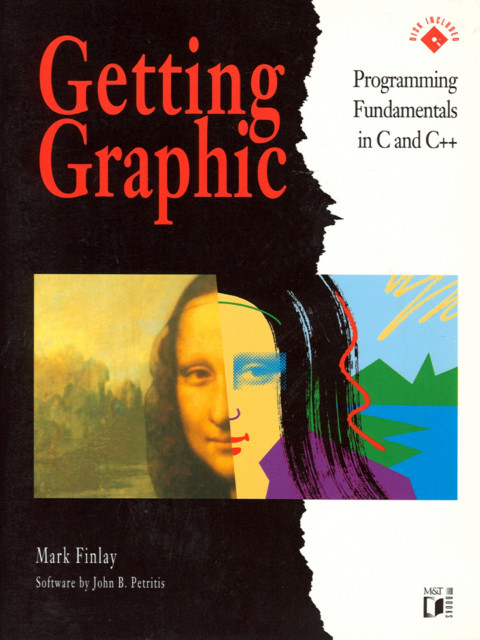 Getting
Graphic
DISK INCLUDED
Programming
Fundamentals
in C and C++
Mark Finlay
Software by John B. Petritis
M&T
BOOKS